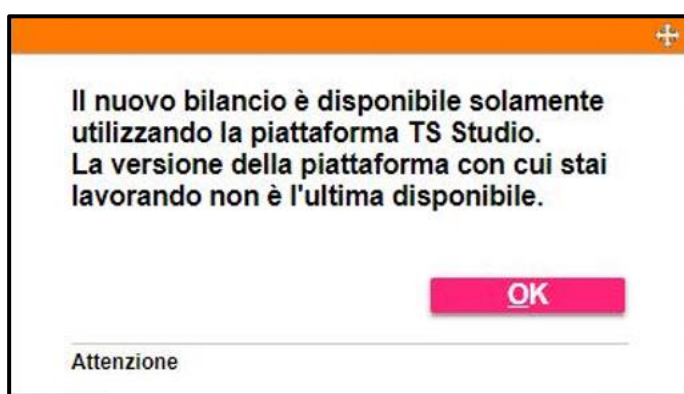 Il nuovo bilancio è disponibile solamente
utilizzando la piattaforma TS Studio.
La versione della piattaforma con cui stai
lavorando non è l'ultima disponibile.
OK
Attenzione